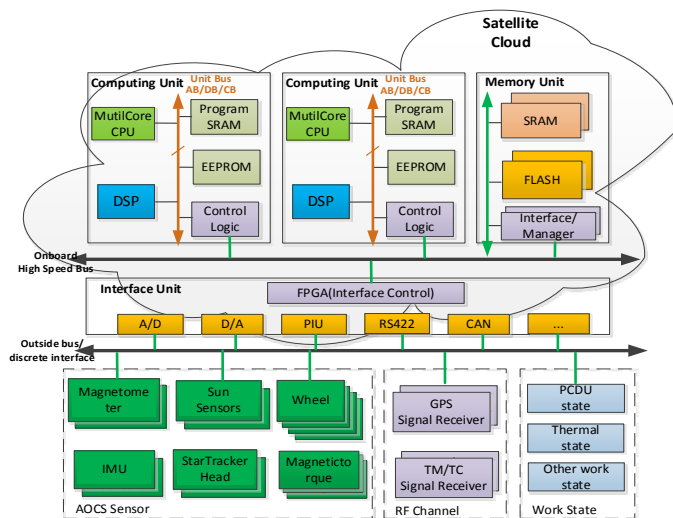 Satellite
Cloud
Computing Unit
Unit Bus
AB/DB/CB
MutilCore
CPU
Program
SRAM
EEPROM
DSP
Control
Logic
Computing Unit
Unit Bus
AB/DB/CB
MutilCore
CPU
Program
SRAM
EEPROM
DSP
Control
Logic
Memory Unit
SRAM
FLASH
Interface/
Manager
Onboard
High Speed Bus
Interface Unit
FPGA(Interface Control)
A/D
D/A
PIU
RS422
CAN
...
Outside bus/
discrete interface
Magnetome
ter
Sun
Sensors
Wheel
IMU
StarTracker
Head
Magnetictc
orque
AOCS Sensor
GPS
Signal Receiver
TM/TC
Signal Receiver
RF Channel
PCDU
state
Thermal
state
Other work
state
Work State